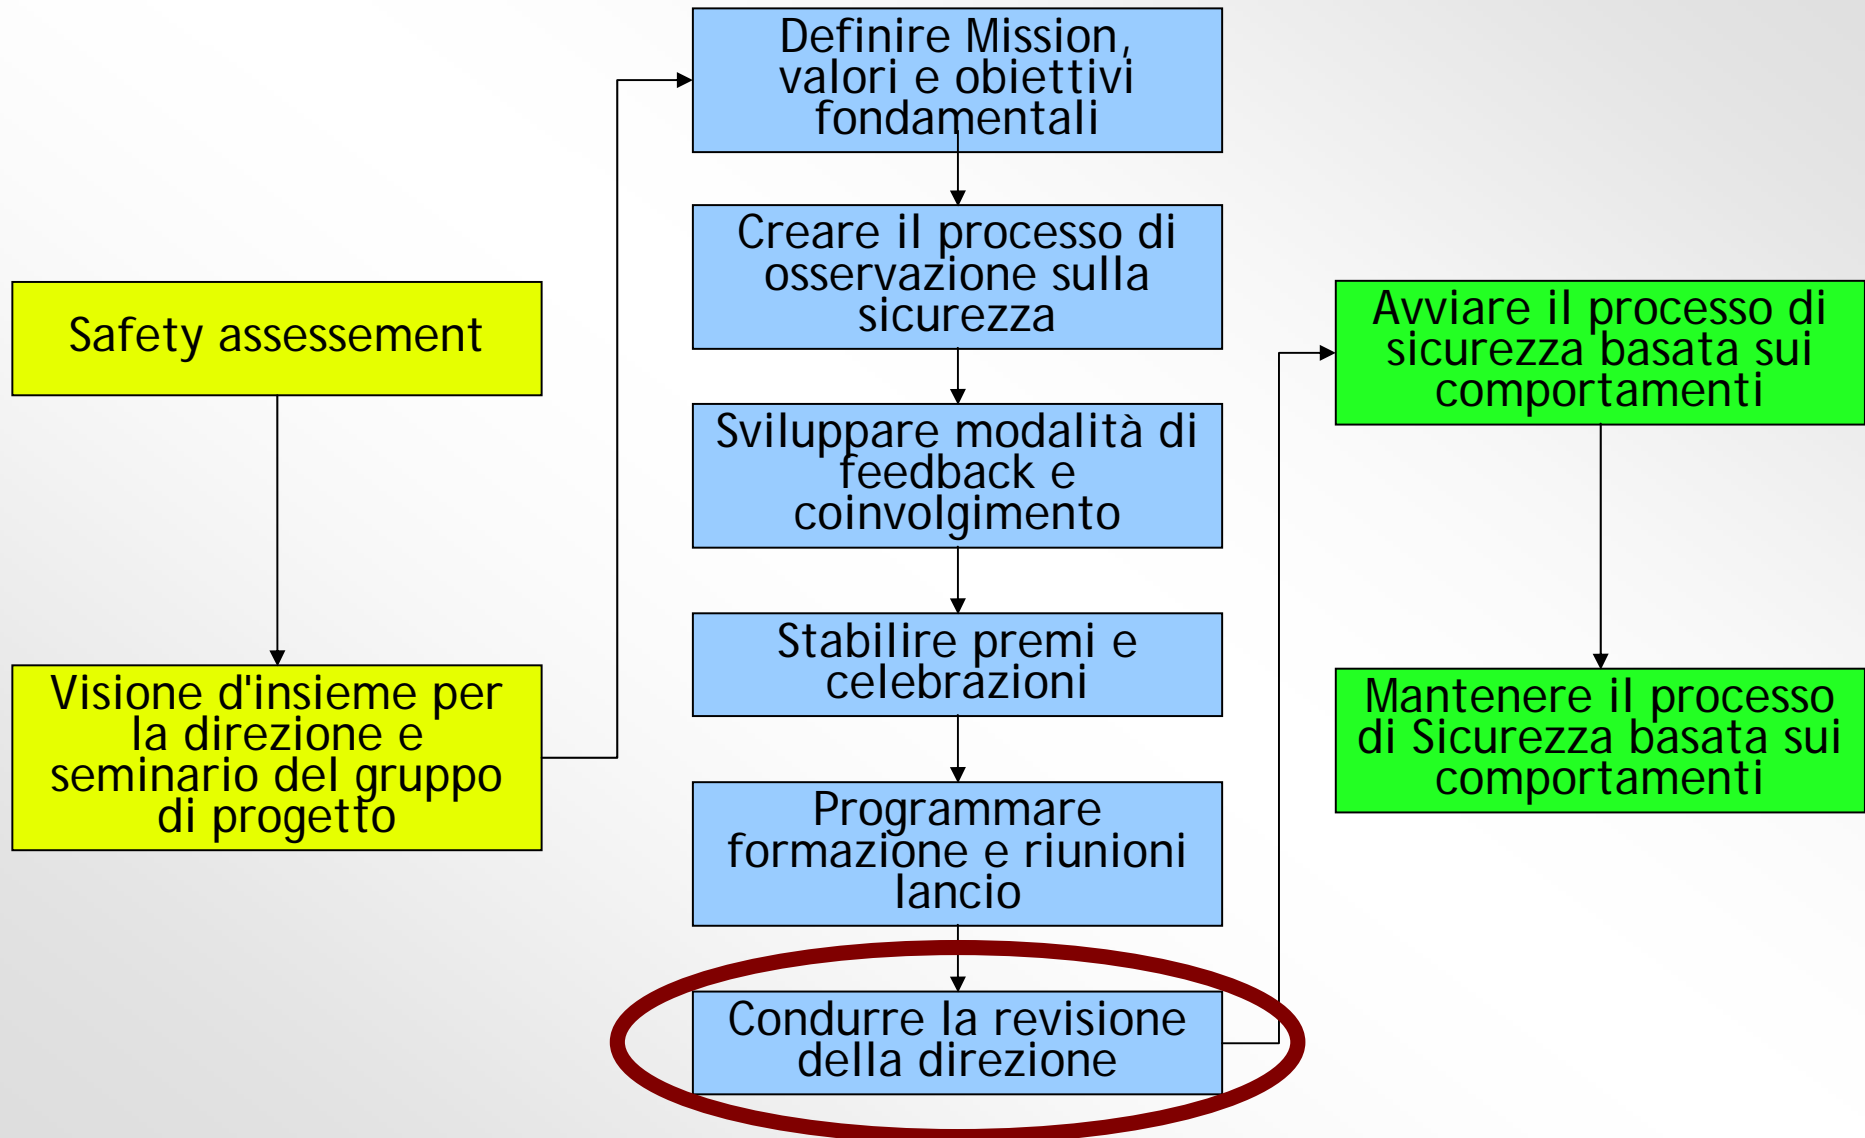 Safety assessement
Visione d'insieme per
la direzione e
seminario del gruppo
di progetto
Definire Mission,
valori e obiettivi
fondamentali
Creare il processo di
osservazione sulla
sicurezza
Sviluppare modalità di
feedback e
coinvolgimento
Stabilire premi e
celebrazioni
Programmare
formazione e riunioni
lancio
Condurre la revisione
della direzione
Avviare il processo di
sicurezza basata sui
comportamenti
Mantenere il processo
di Sicurezza basata sui
comportamenti